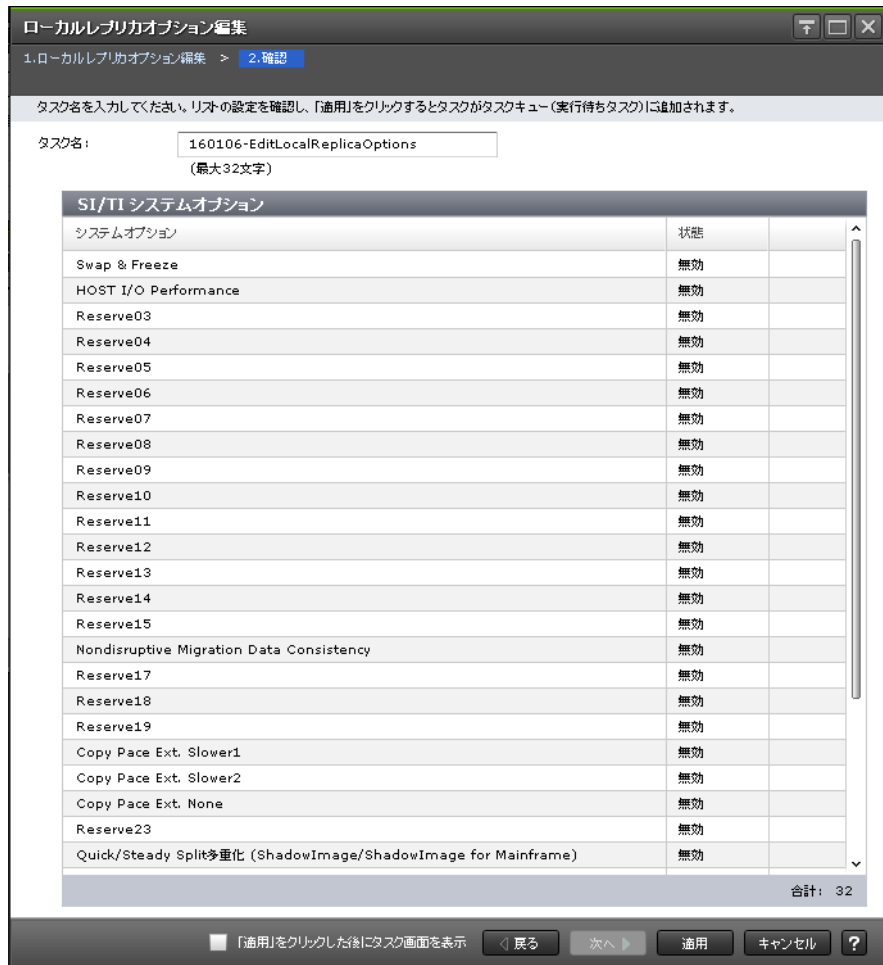 ローカルレプリカオプション編集
1.ローカルレプリカオプション編集 > 2.確認
タスク名を入力してください。リストの設定を確認し、「適用」をクリックするとタスクがタスクキュー(実行待ちタスク)に追加されます。
タスク名: 160106-EditLocalReplicaOptions
(最大32文字)
SI/TI システムオプション
システムオプション 状態
Swap & Freeze 無効
HOST I/O Performance 無効
Reserve03 無効
Reserve04 無効
Reserve05 無効
Reserve06 無効
Reserve07 無効
Reserve08 無効
Reserve09 無効
Reserve10 無効
Reserve11 無効
Reserve12 無効
Reserve13 無効
Reserve14 無効
Reserve15 無効
Nondisruptive Migration Data Consistency 無効
Reserve17 無効
Reserve18 無効
Reserve19 無効
Copy Pace Ext. Slower1 無効
Copy Pace Ext. Slower2 無効
Copy Pace Ext. None 無効
Reserve23 無効
Quick/Steady Split多重化 (ShadowImage/ShadowImage for Mainframe) 無効
合計: 32
「適用」をクリックした後にタスク画面を表示 戻る 次へ 適用 キャンセル ?